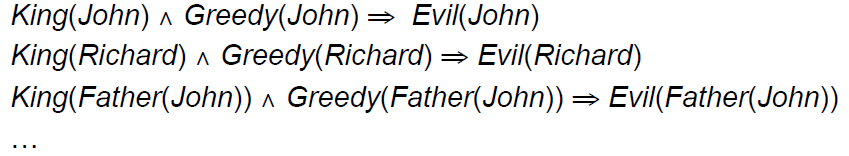 King(John) ∧ Greedy(John) ⇒ Evil(John)
King(Richard) ∧ Greedy(Richard) ⇒ Evil(Richard)
King(Father(John)) ∧ Greedy(Father(John)) ⇒ Evil(Father(John))
…